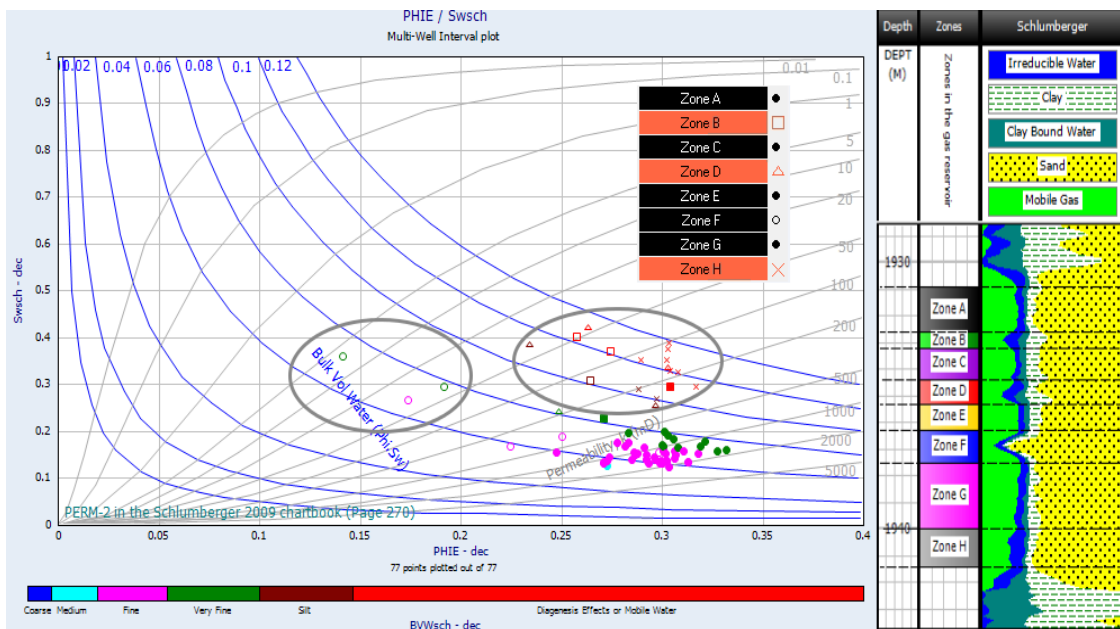 PHIE / Swsch
Multi-Well Interval plot
0.02 0.04 0.06 0.08 0.1 0.12
0.01
0.1
1
5
10
20
50
100
200
500
1000
2000
5000
1
0.9
0.8
0.7
0.6
0.5
0.4
0.3
0.2
0.1
0
Swsch - dec
Zone A
Zone B
Zone C
Zone D
Zone E
Zone F
Zone G
Zone H
Bulk Vol Water (Phi,Sw)
PERM-2 in the Schlumberger 2009 chartbook (Page 270)
0 0.05 0.1 0.15 0.2 0.25 0.3 0.35 0.4
PHIE - dec
77 points plotted out of 77
Coarse Medium Fine Very Fine Silt Diagenesis Effects or Mobile Water
BVWsch - dec
Depth Zones Schlumberger
DEPT
(M)
Zones in the gas reservoir
Irreducible Water
Clay
Clay Bound Water
Sand
Mobile Gas
1930
Zone A
Zone B
Zone C
Zone D
Zone E
Zone F
Zone G
1940
Zone H